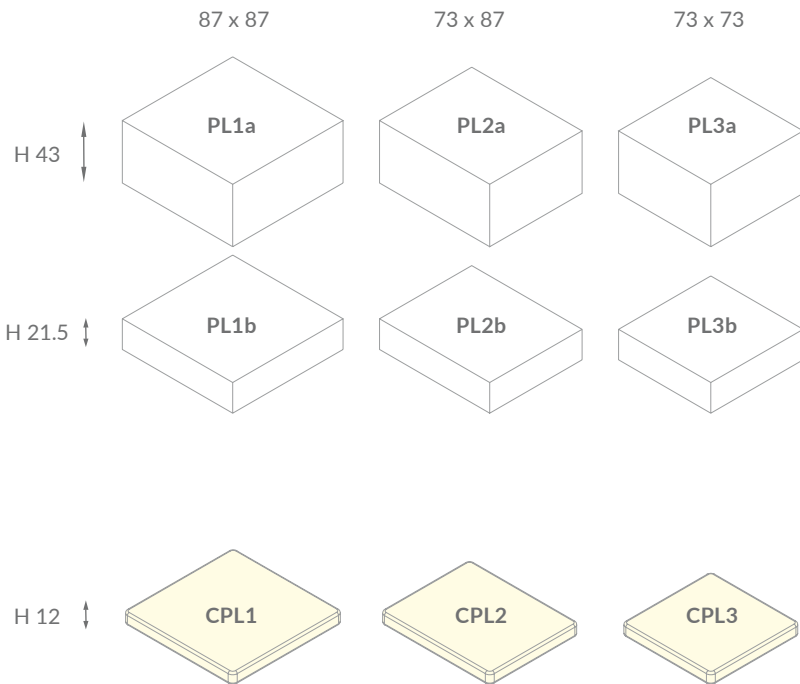 87 x 87 73 x 87 73 x 73
H 43 PL1a PL2a PL3a
H 21.5 PL1b PL2b PL3b
H 12 CPL1 CPL2 CPL3